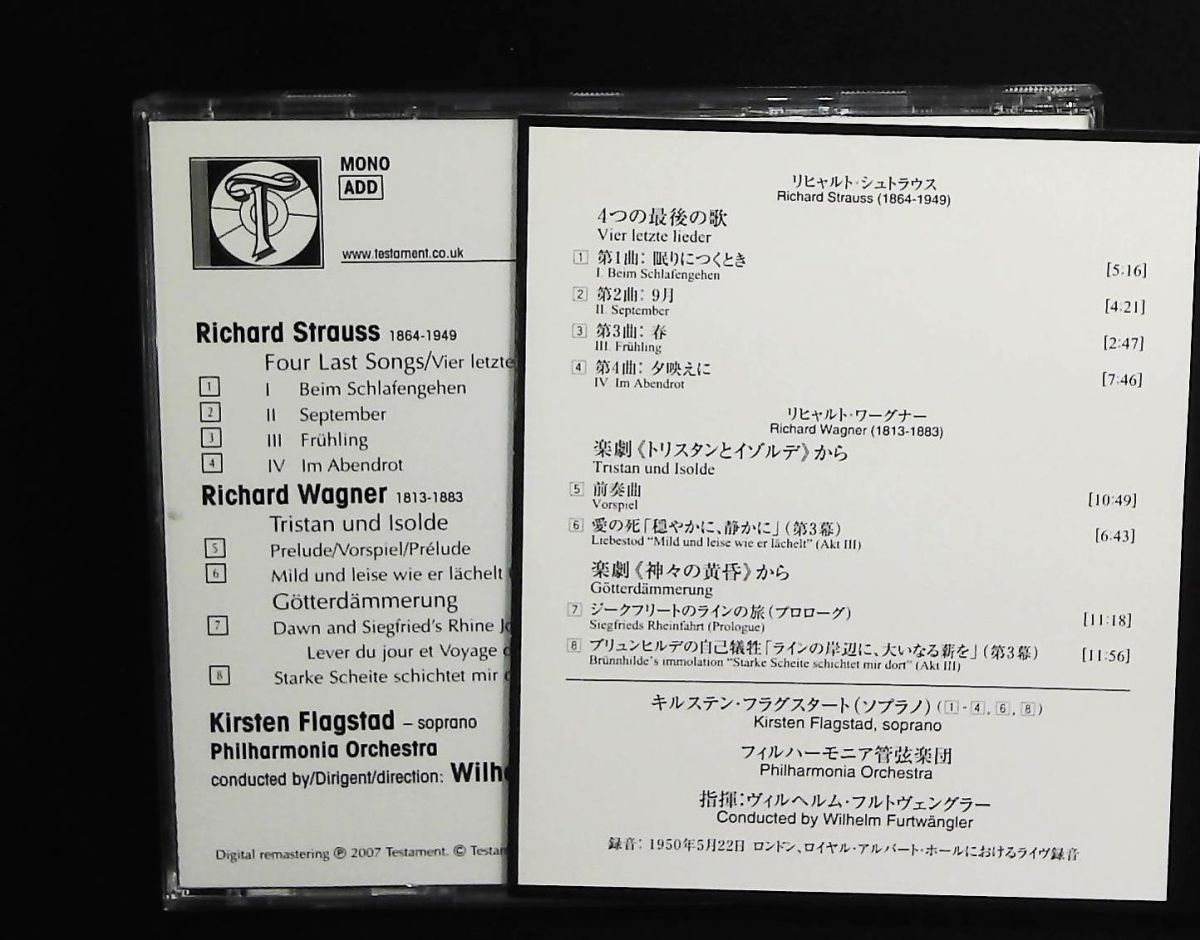 T
MONO
ADD
www.testament.co.uk
Richard Strauss 1864-1949
Four Last Songs/Vier letzte
1 I Beim Schlafengehen
2 II September
3 III Frühling
4 IV Im Abendrot
Richard Wagner 1813-1883
Tristan und Isolde
5 Prelude/Vorspiel/Prélude
6 Mild und leise wie er lächelt
Götterdämmerung
7 Dawn and Siegfried's Rhine
Lever du jour et Voyage
8 Starke Scheite schichtet mir
Kirsten Flagstad – soprano
Philharmonia Orchestra
conducted by/Dirigent/direction:
Digital remastering ℗ 2007 Testament. ©
リヒャルト・シュトラウス
Richard Strauss (1864-1949)
4つの最後の歌
Vier letzte lieder
1 第1曲: 眠りにつくとき
I. Beim Schlafengehen [5:16]
2 第2曲: 9月
II. September [4:21]
3 第3曲: 春
III. Frühling [2:47]
4 第4曲: 夕映えに
IV Im Abendrot [7:46]
リヒャルト・ワーグナー
Richard Wagner (1813-1883)
楽劇《トリスタンとイゾルデ》から
Tristan und Isolde
5 前奏曲
Vorspiel [10:49]
6 愛の死「穏やかに、静かに」(第3幕)
Liebestod "Mild und leise wie er lächelt" (Akt III) [6:43]
楽劇《神々の黄昏》から
Götterdämmerung
7 ジークフリートのラインの旅(プロローグ)
Siegfrieds Rheinfahrt (Prologue) [11:18]
8 ブリュンヒルデの自己犠牲「ラインの岸辺に、大いなる薪を」(第3幕)
Brünnhilde's immolation "Starke Scheite schichtet mir dort" (Akt III) [11:56]
キルステン・フラグスタート(ソプラノ) (1-4, 6, 8)
Kirsten Flagstad, soprano
フィルハーモニア管弦楽団
Philharmonia Orchestra
指揮:ヴィルヘルム・フルトヴェングラー
Conducted by Wilhelm Furtwängler
録音: 1950年5月22日 ロンドン、ロイヤル・アルバート・ホールにおけるライヴ録音